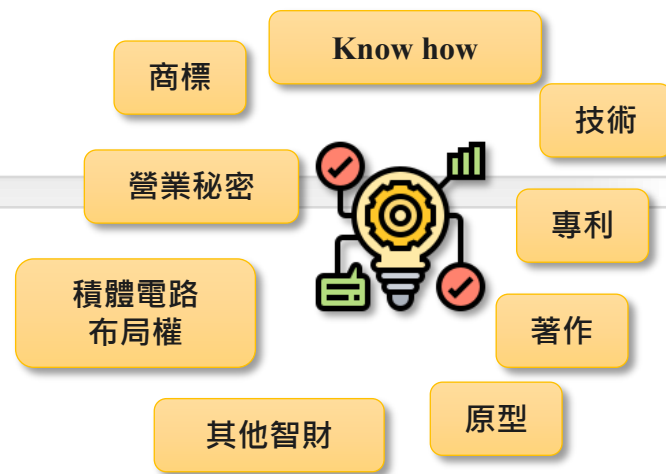 Know how
商標
技術
營業秘密
專利
積體電路
布局權
著作
原型
其他智財